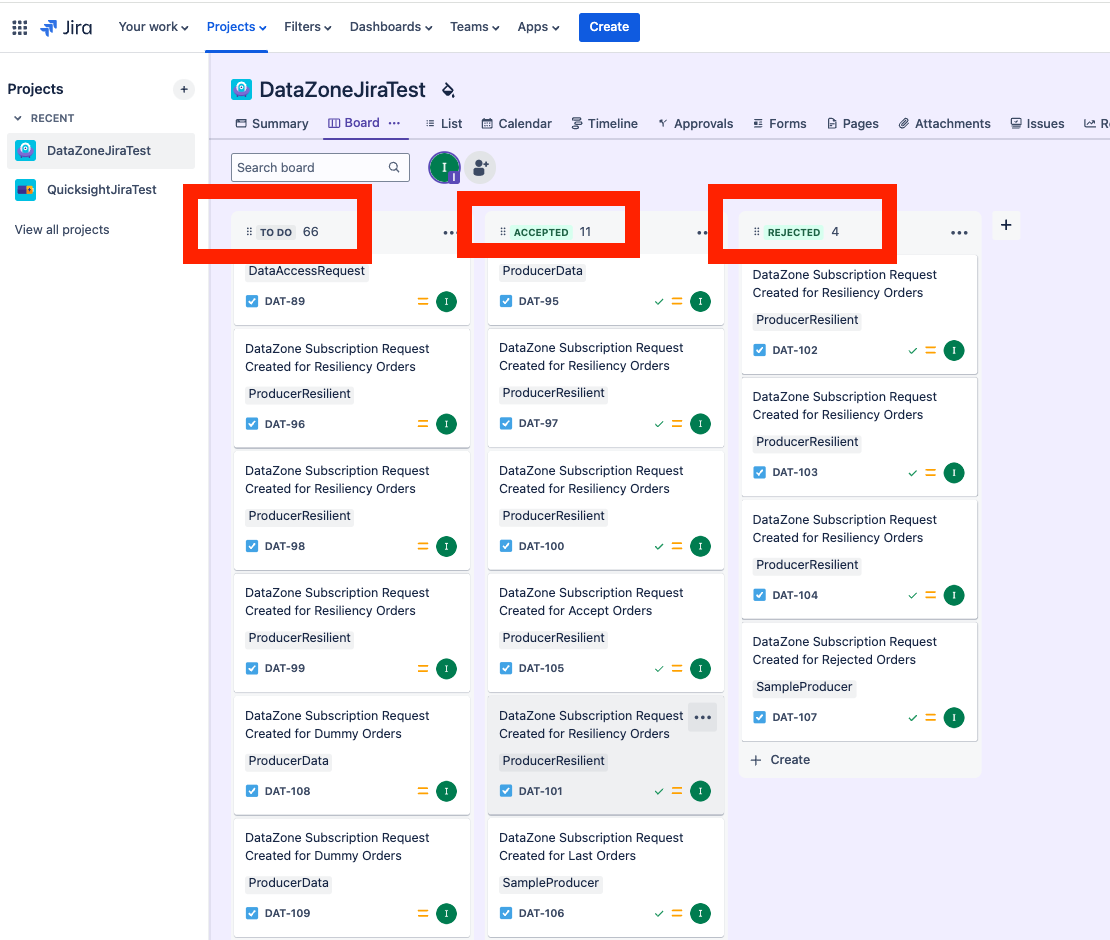 Jira
Your work
Projects
Filters
Dashboards
Teams
Apps
Create
Projects
RECENT
DataZoneJiraTest
QuicksightJiraTest
View all projects
DataZoneJiraTest
Summary
Board
List
Calendar
Timeline
Approvals
Forms
Pages
Attachments
Issues
Search board
I
I
TO DO 66
DataAccessRequest
DAT-89
I
DataZone Subscription Request
Created for Resiliency Orders
ProducerResilient
DAT-96
I
DataZone Subscription Request
Created for Resiliency Orders
ProducerResilient
DAT-98
I
DataZone Subscription Request
Created for Resiliency Orders
ProducerResilient
DAT-99
I
DataZone Subscription Request
Created for Dummy Orders
ProducerData
DAT-108
I
DataZone Subscription Request
Created for Dummy Orders
ProducerData
DAT-109
I
ACCEPTED 11
ProducerData
DAT-95
I
DataZone Subscription Request
Created for Resiliency Orders
ProducerResilient
DAT-97
I
DataZone Subscription Request
Created for Resiliency Orders
ProducerResilient
DAT-100
I
DataZone Subscription Request
Created for Accept Orders
ProducerResilient
DAT-105
I
DataZone Subscription Request
Created for Resiliency Orders
ProducerResilient
DAT-101
I
DataZone Subscription Request
Created for Last Orders
SampleProducer
DAT-106
I
REJECTED 4
DataZone Subscription Request
Created for Resiliency Orders
ProducerResilient
DAT-102
I
DataZone Subscription Request
Created for Resiliency Orders
ProducerResilient
DAT-103
I
DataZone Subscription Request
Created for Resiliency Orders
ProducerResilient
DAT-104
I
DataZone Subscription Request
Created for Rejected Orders
SampleProducer
DAT-107
I
Create